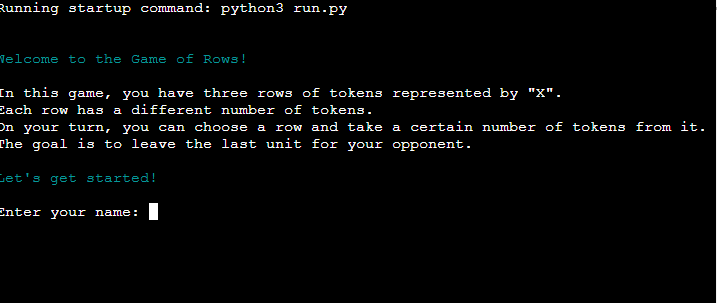 Running startup command: python3 run.py
Welcome to the Game of Rows!
In this game, you have three rows of tokens represented by "X".
Each row has a different number of tokens.
On your turn, you can choose a row and take a certain number of tokens from it.
The goal is to leave the last unit for your opponent.
Let's get started!
Enter your name: